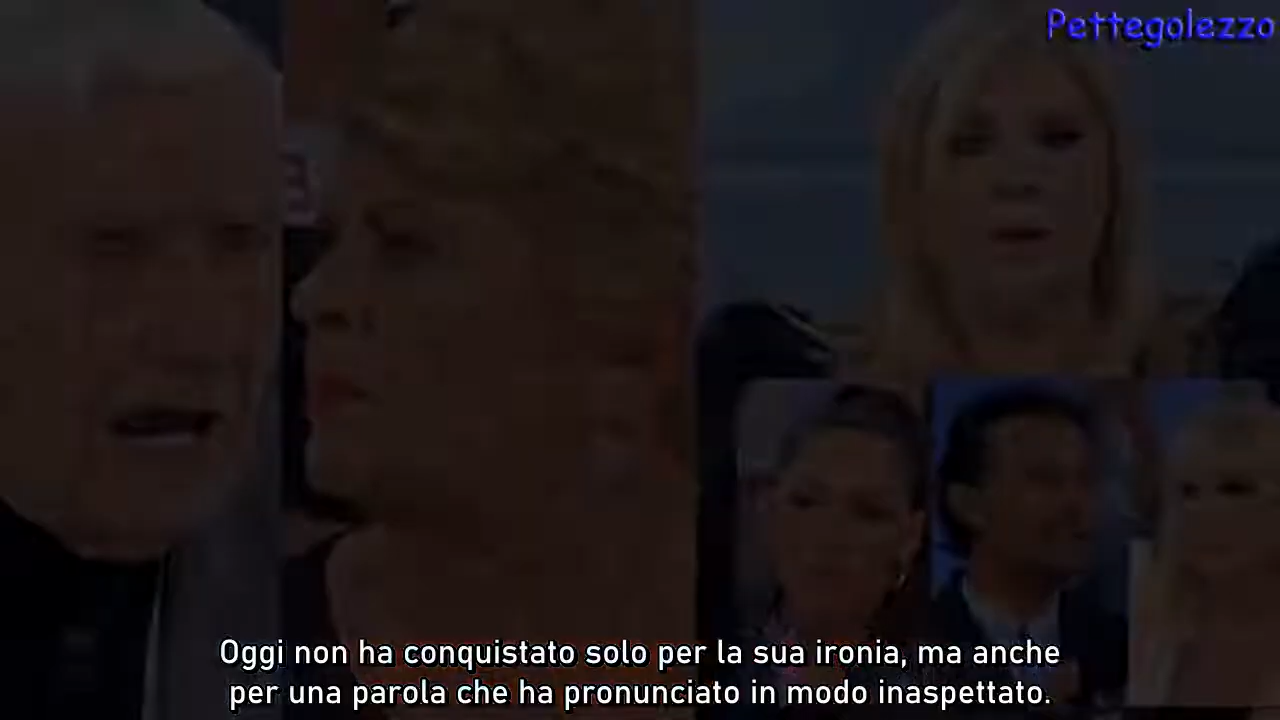 Pettegolezzo
Oggi non ha conquistato solo per la sua ironia, ma anche
per una parola che ha pronunciato in modo inaspettato.